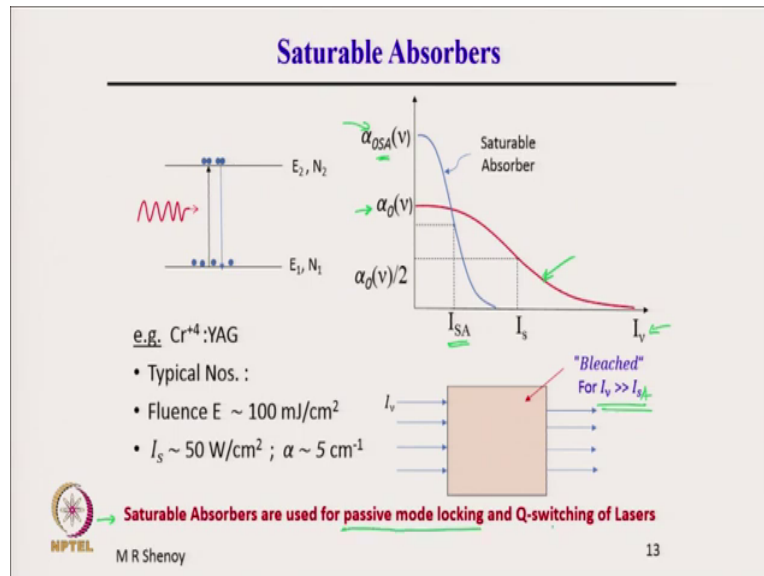 Saturable Absorbers
α0SA(ν)
Saturable
Absorber
E2, N2
α0(ν)
E1, N1
α0(ν)/2
ISA
Is
Iν
e.g. Cr+4:YAG
• Typical Nos. :
• Fluence E ~ 100 mJ/cm2
• Is ~ 50 W/cm2 ; α ~ 5 cm-1
"Bleached"
For Iν >> IsA
Iν
Saturable Absorbers are used for passive mode locking and Q-switching of Lasers
NPTEL
M R Shenoy
13